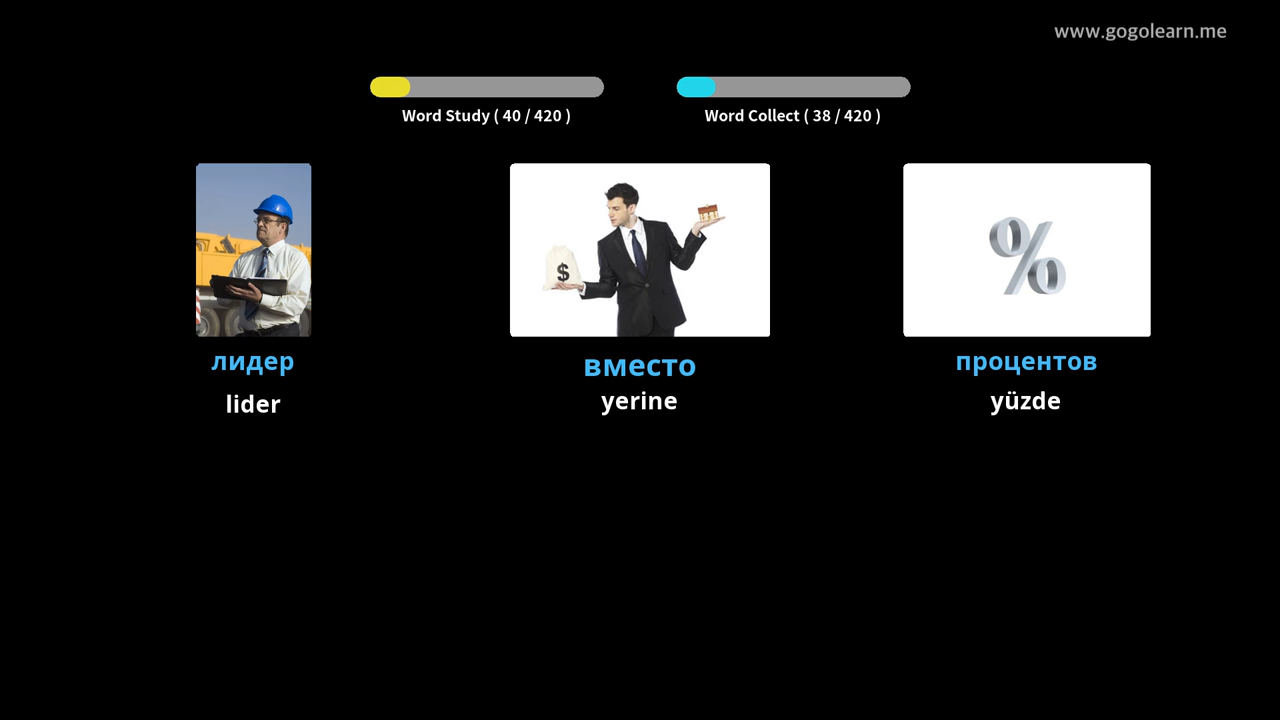 www.gogolearn.me
Word Study ( 40 / 420 )
Word Collect ( 38 / 420 )
$
%
лидер
вместо
процентов
lider
yerine
yüzde